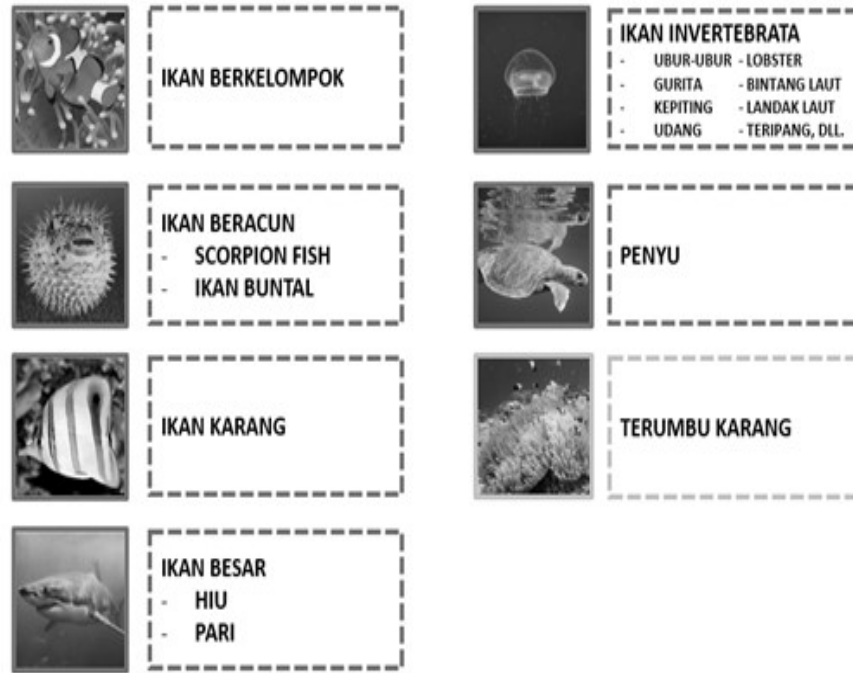 IKAN BERKELOMPOK
IKAN BERACUN
- SCORPION FISH
- IKAN BUNTAL
IKAN KARANG
IKAN BESAR
- HIU
- PARI
IKAN INVERTEBRATA
- UBUR-UBUR - LOBSTER
- GURITA - BINTANG LAUT
- KEPITING - LANDAK LAUT
- UDANG - TERIPANG, DLL.
PENYU
TERUMBU KARANG